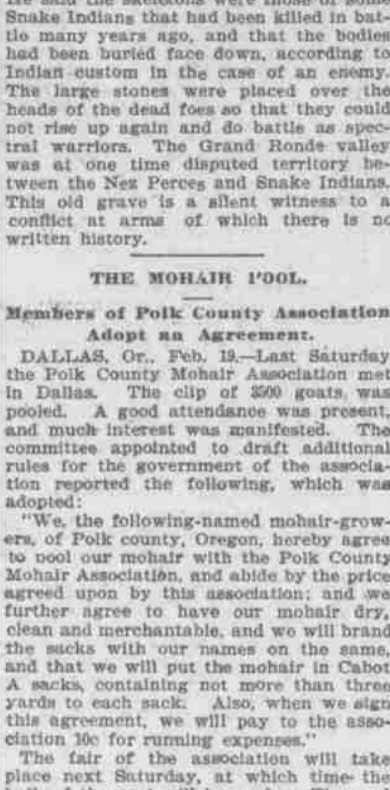 He said the skeletons were those of some
Snake Indians that had been killed in bat-
tle many years ago, and that the bodies
had been buried face down, according to
Indian custom in the case of an enemy.
The large stones were placed over the
heads of the dead foes so that they could
not rise up again and do battle as spec-
tral warriors. The Grand Ronde valley
was at one time disputed territory be-
tween the Nez Perces and Snake Indians.
This old grave is a silent witness to a
conflict at arms of which there is no
written history.
THE MOHAIR POOL.
Members of Polk County Association
Adopt an Agreement.
DALLAS, Or., Feb. 19.—Last Saturday
the Polk County Mohair Association met
in Dallas. The clip of 3500 goats was
pooled. A good attendance was present,
and much interest was manifested. The
committee appointed to draft additional
rules for the government of the associa-
tion reported the following, which was
adopted:
"We, the following-named mohair-grow-
ers, of Polk county, Oregon, hereby agree
to pool our mohair with the Polk County
Mohair Association, and abide by the price
agreed upon by this association; and we
further agree to have our mohair dry,
clean and merchantable, and we will brand
the sacks with our names on the same,
and that we will put the mohair in Cabot
A sacks, containing not more than three
yards to each sack. Also, when we sign
this agreement, we will pay to the asso-
ciation 10c for running expenses."
The fair of the association will take
place next Saturday, at which time the